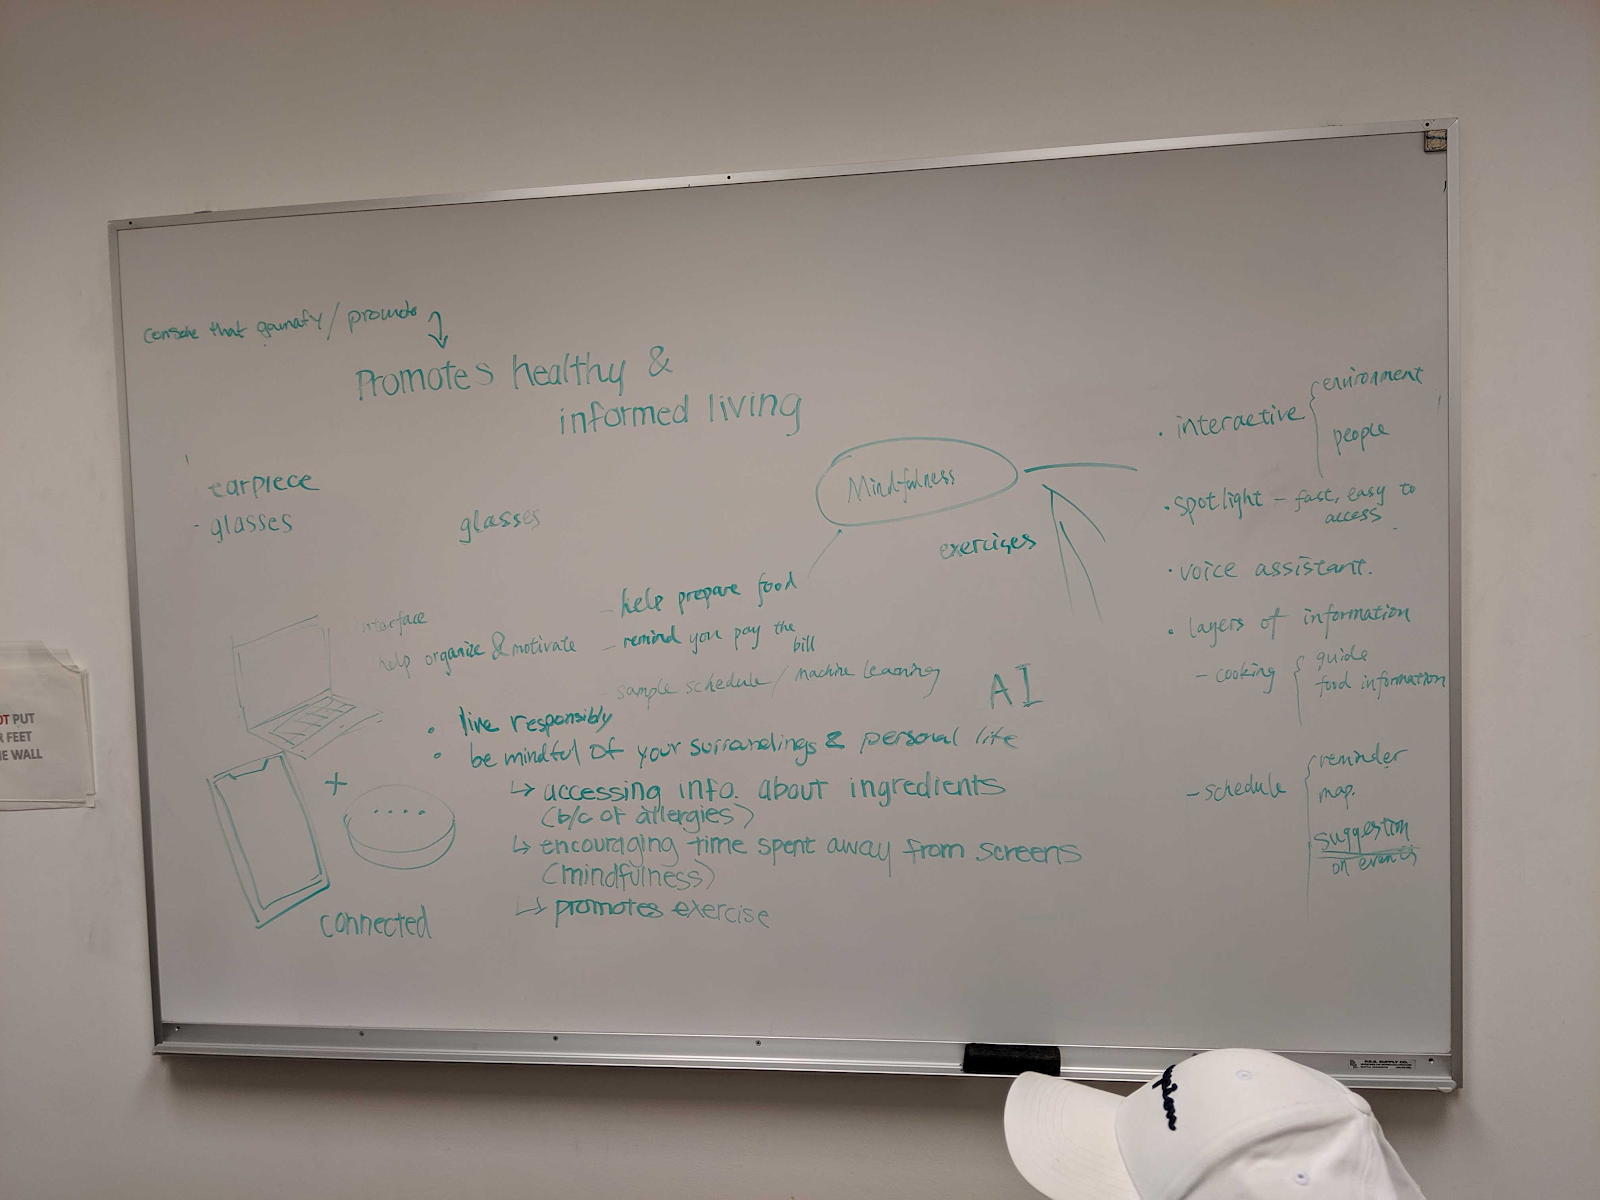 console that gamafy / promote
Promotes healthy &
informed living
earpiece
- glasses
glasses
interface
help organize & motivate
- help prepare food
- remind you pay the
bill
- sample schedule / machine learning
Mindfulness
exercises
AI
• live responsibly
• be mindful of your surrondings & personal life
↳ accessing info. about ingredients
(b/c of allergies)
↳ encouraging time spent away from screens
(mindfulness)
↳ promotes exercise
+
connected
• interactive
environment
people
• spotlight - fast, easy to
access
• voice assistant.
• layers of information
- cooking
guide
food information
- schedule
reminder
map.
suggestion
on events
PUT
FEET
WALL